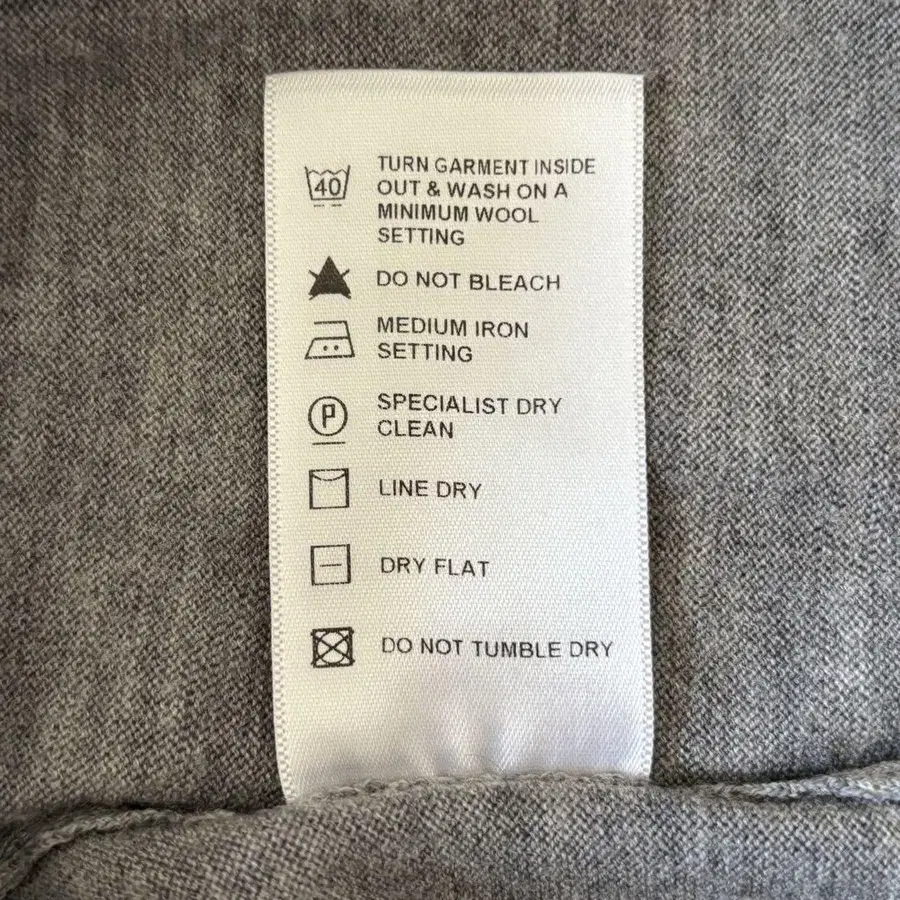 40 TURN GARMENT INSIDE
OUT & WASH ON A
MINIMUM WOOL
SETTING
DO NOT BLEACH
MEDIUM IRON
SETTING
P SPECIALIST DRY
CLEAN
LINE DRY
DRY FLAT
DO NOT TUMBLE DRY